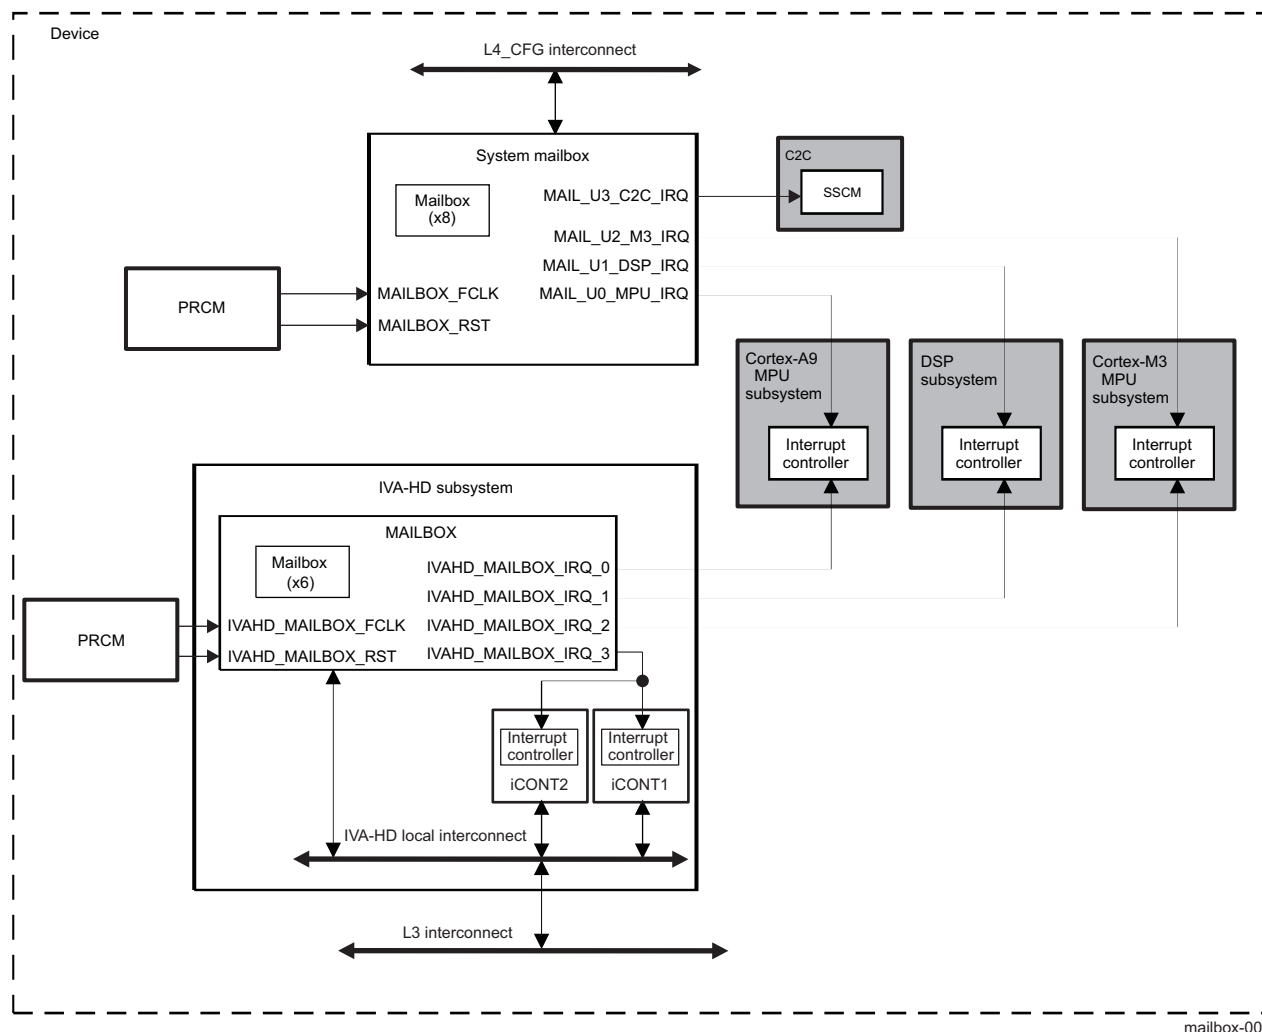 Device
L4_CFG interconnect
System mailbox
Mailbox
(x8)
MAIL_U3_C2C_IRQ
MAIL_U2_M3_IRQ
MAIL_U1_DSP_IRQ
MAIL_U0_MPU_IRQ
MAILBOX_FCLK
MAILBOX_RST
PRCM
C2C
SSCM
Cortex-A9
MPU
subsystem
Interrupt
controller
DSP
subsystem
Interrupt
controller
Cortex-M3
MPU
subsystem
Interrupt
controller
IVA-HD subsystem
MAILBOX
Mailbox
(x6)
IVAHD_MAILBOX_IRQ_0
IVAHD_MAILBOX_IRQ_1
IVAHD_MAILBOX_IRQ_2
IVAHD_MAILBOX_IRQ_3
IVAHD_MAILBOX_FCLK
IVAHD_MAILBOX_RST
PRCM
Interrupt
controller
iCONT2
Interrupt
controller
iCONT1
IVA-HD local interconnect
L3 interconnect
mailbox-00